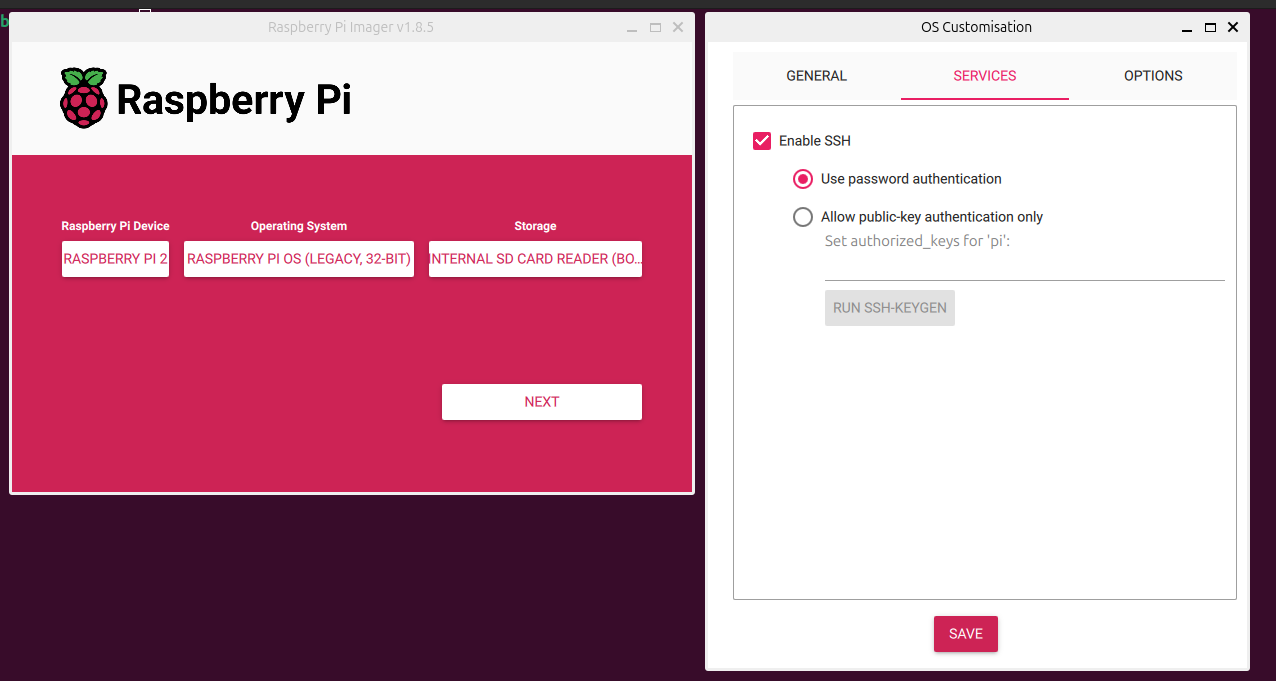 b
Raspberry Pi Imager v1.8.5
Raspberry Pi
Raspberry Pi Device
Operating System
Storage
RASPBERRY PI 2
RASPBERRY PI OS (LEGACY, 32-BIT)
INTERNAL SD CARD READER (BO...
NEXT
OS Customisation
GENERAL
SERVICES
OPTIONS
Enable SSH
Use password authentication
Allow public-key authentication only
Set authorized_keys for 'pi':
RUN SSH-KEYGEN
SAVE